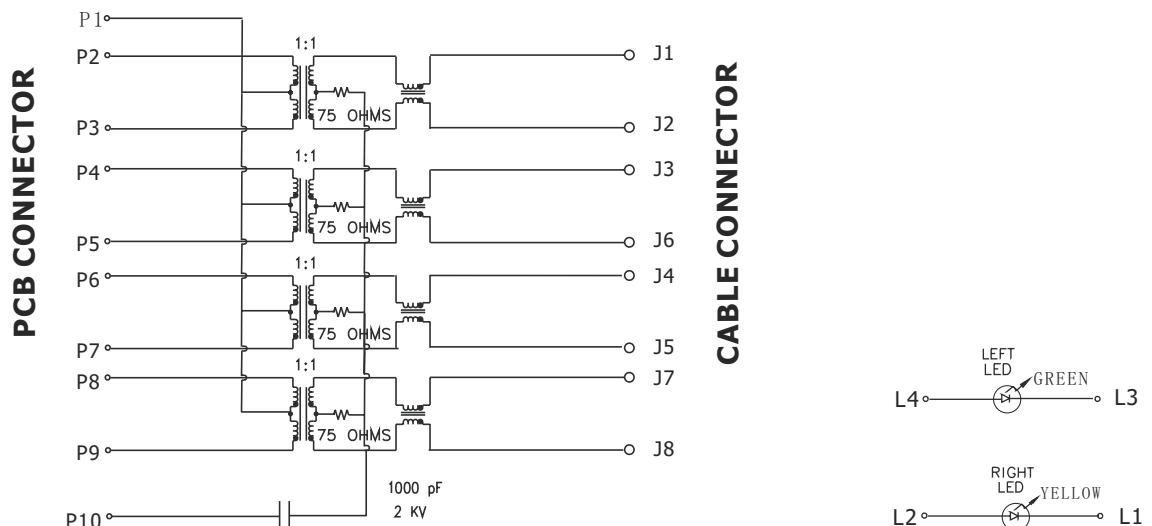 PCB CONNECTOR
P1
P2
1:1
J1
75 OHMS
P3
J2
1:1
P4
J3
75 OHMS
P5
J6
1:1
P6
J4
75 OHMS
P7
J5
1:1
P8
J7
75 OHMS
P9
J8
1000 pF
2 KV
P10
CABLE CONNECTOR
LEFT
LED
GREEN
L4
L3
RIGHT
LED
YELLOW
L2
L1